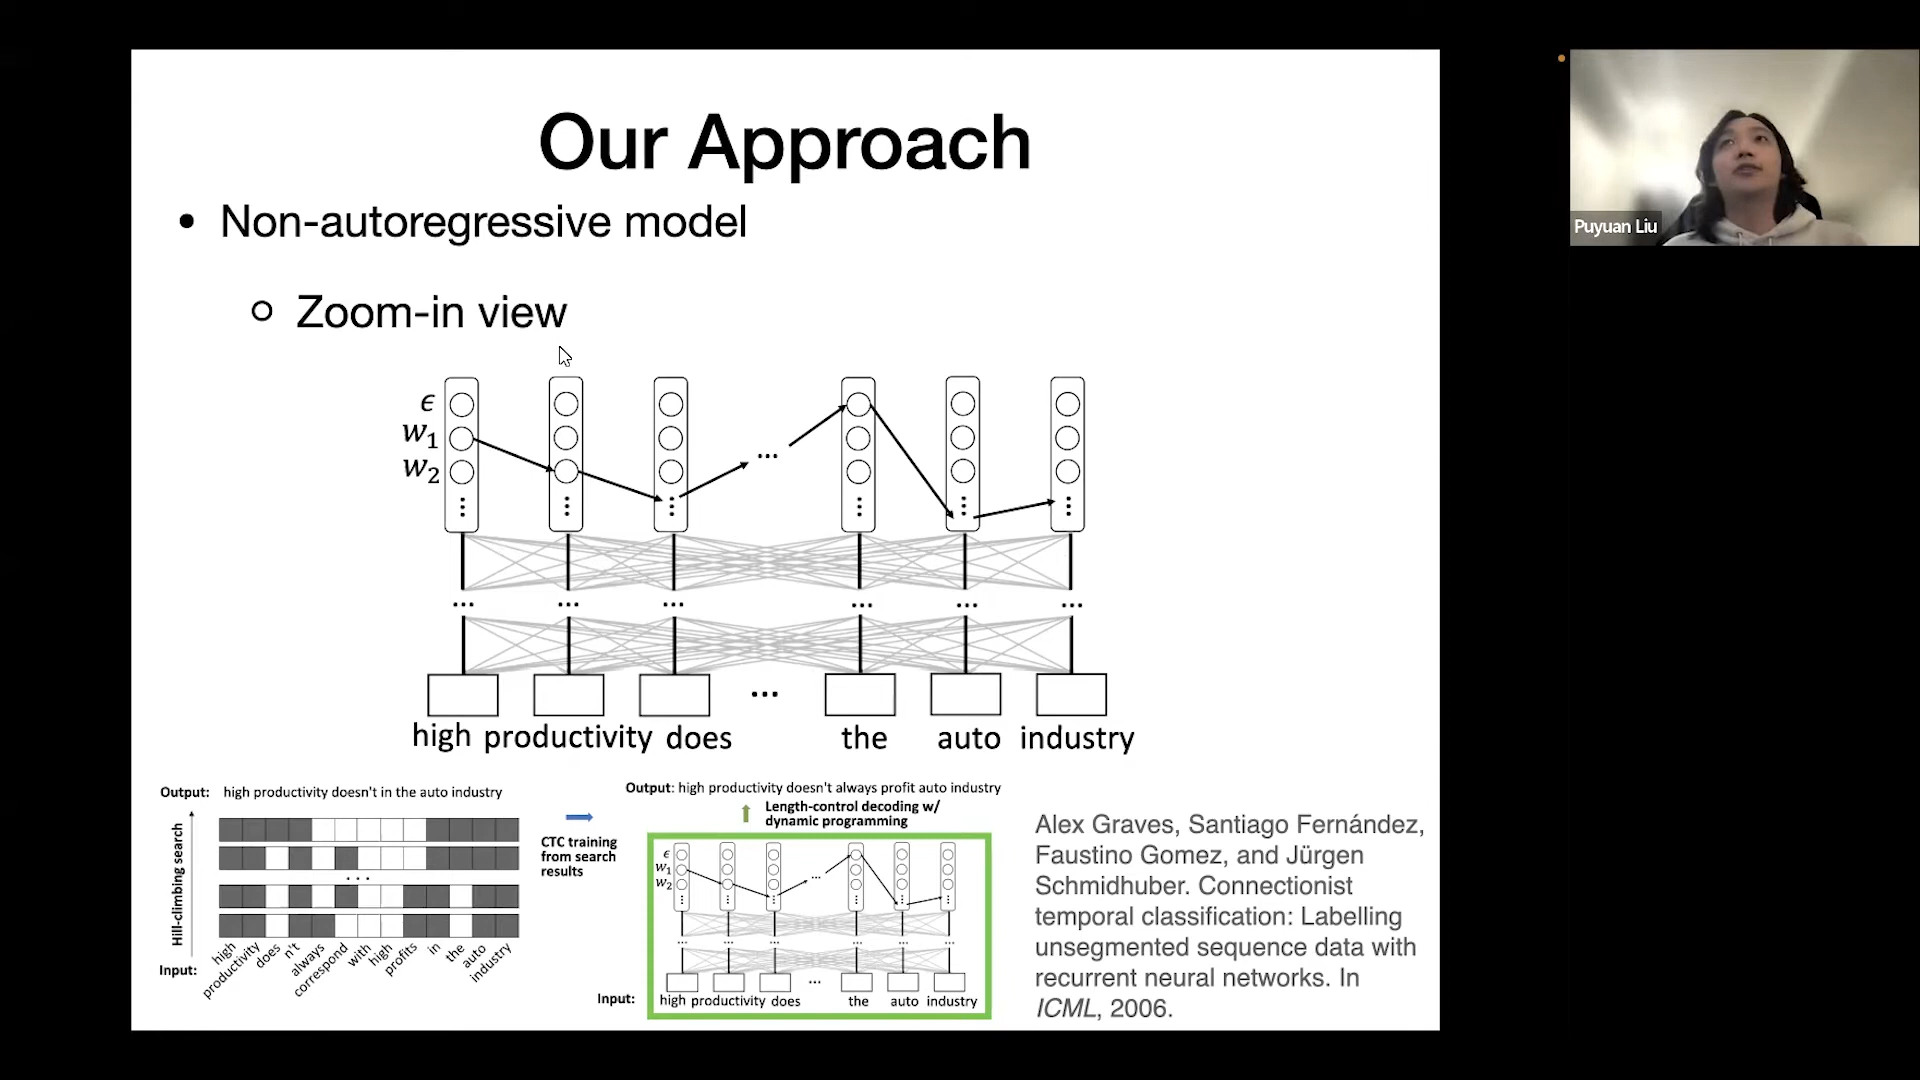 Our Approach
• Non-autoregressive model
○ Zoom-in view
ϵ
w₁
w₂
...
high productivity does ... the auto industry
Output: high productivity doesn't in the auto industry
Hill-climbing search
...
Input: high productivity does n't always correspond with high profits in the auto industry
CTC training
from search
results
Output: high productivity doesn't always profit auto industry
Length-control decoding w/
dynamic programming
ϵ
w₁
w₂
...
Input: high productivity does ... the auto industry
Alex Graves, Santiago Fernández,
Faustino Gomez, and Jürgen
Schmidhuber. Connectionist
temporal classification: Labelling
unsegmented sequence data with
recurrent neural networks. In
ICML, 2006.
Puyuan Liu